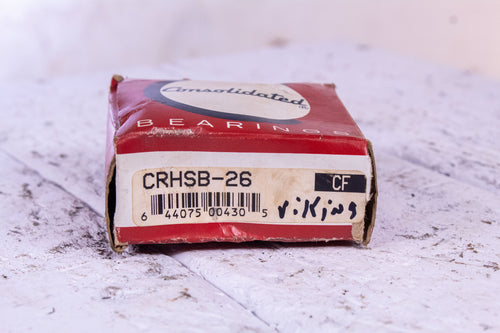 Consolidated
BEARINGS
CRHSB-26
CF
6 44075 00430 5
viking